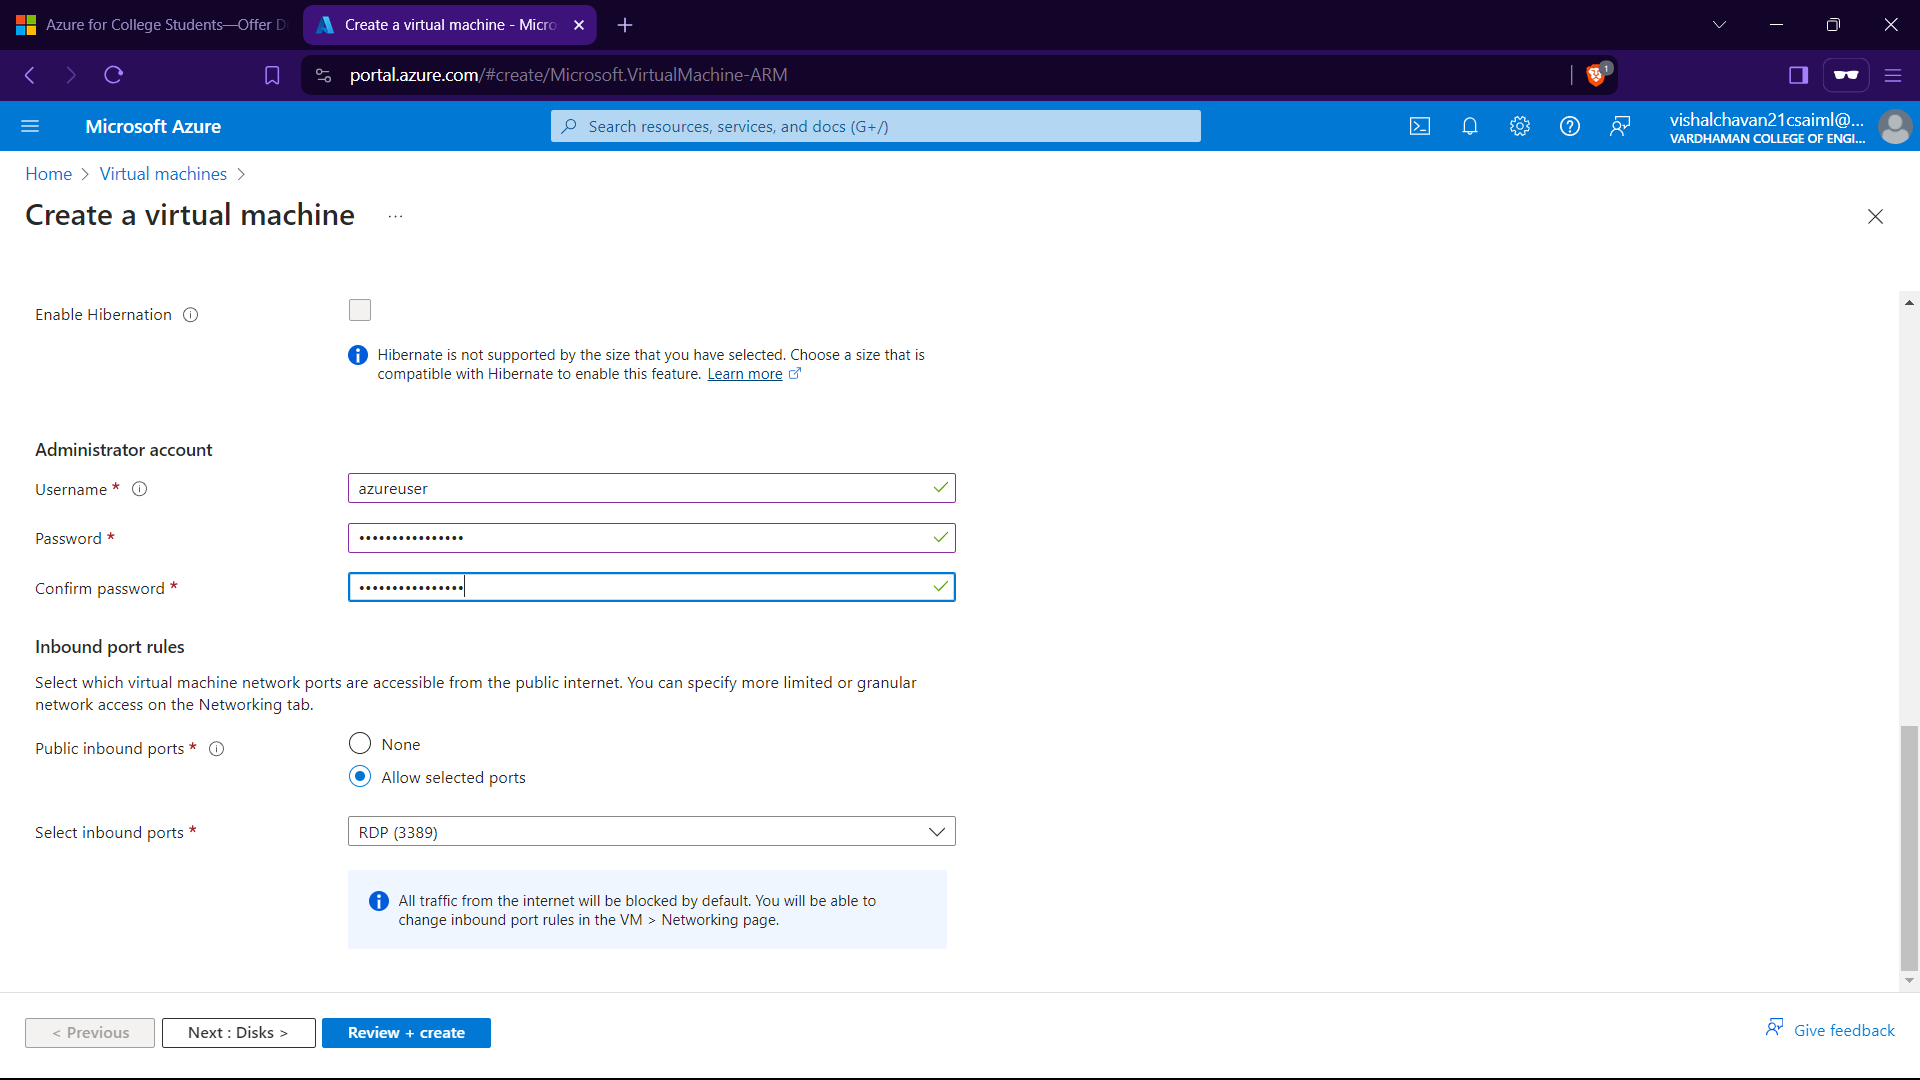 Azure for College Students—Offer D
Create a virtual machine - Micro
portal.azure.com/#create/Microsoft.VirtualMachine-ARM
1
Microsoft Azure
Search resources, services, and docs (G+/)
vishalchavan21csaiml@...
VARDHAMAN COLLEGE OF ENGI...
Home > Virtual machines >
Create a virtual machine ...
Enable Hibernation
Hibernate is not supported by the size that you have selected. Choose a size that is
compatible with Hibernate to enable this feature. Learn more
Administrator account
Username *
azureuser
Password *
••••••••••••••••
Confirm password *
••••••••••••••••
Inbound port rules
Select which virtual machine network ports are accessible from the public internet. You can specify more limited or granular
network access on the Networking tab.
Public inbound ports *
None
Allow selected ports
Select inbound ports *
RDP (3389)
All traffic from the internet will be blocked by default. You will be able to
change inbound port rules in the VM > Networking page.
< Previous
Next : Disks >
Review + create
Give feedback